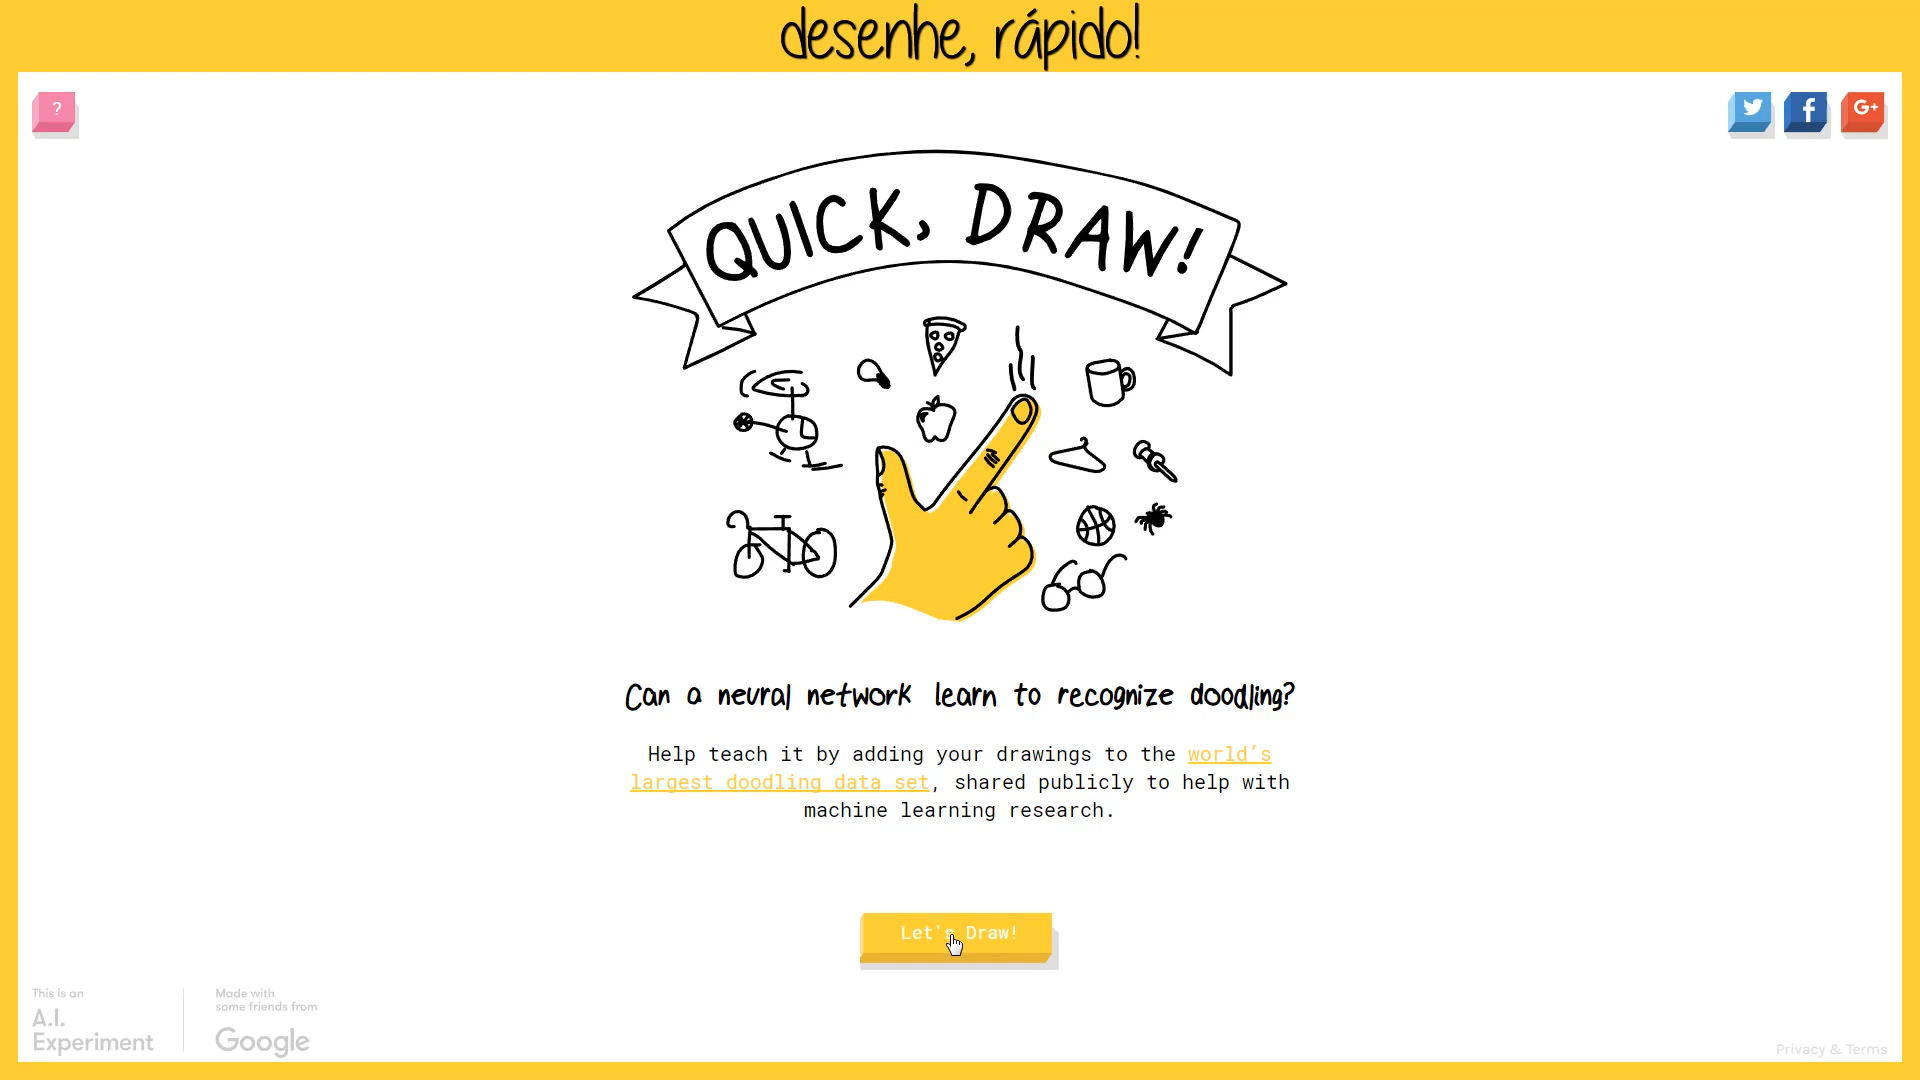 desenhe, rápido!
?
G+
QUICK, DRAW!
Can a neural network learn to recognize doodling?
Help teach it by adding your drawings to the world's
largest doodling data set, shared publicly to help with
machine learning research.
Let's Draw!
This is an
A.I.
Experiment
Made with
some friends from
Google
Privacy & Terms